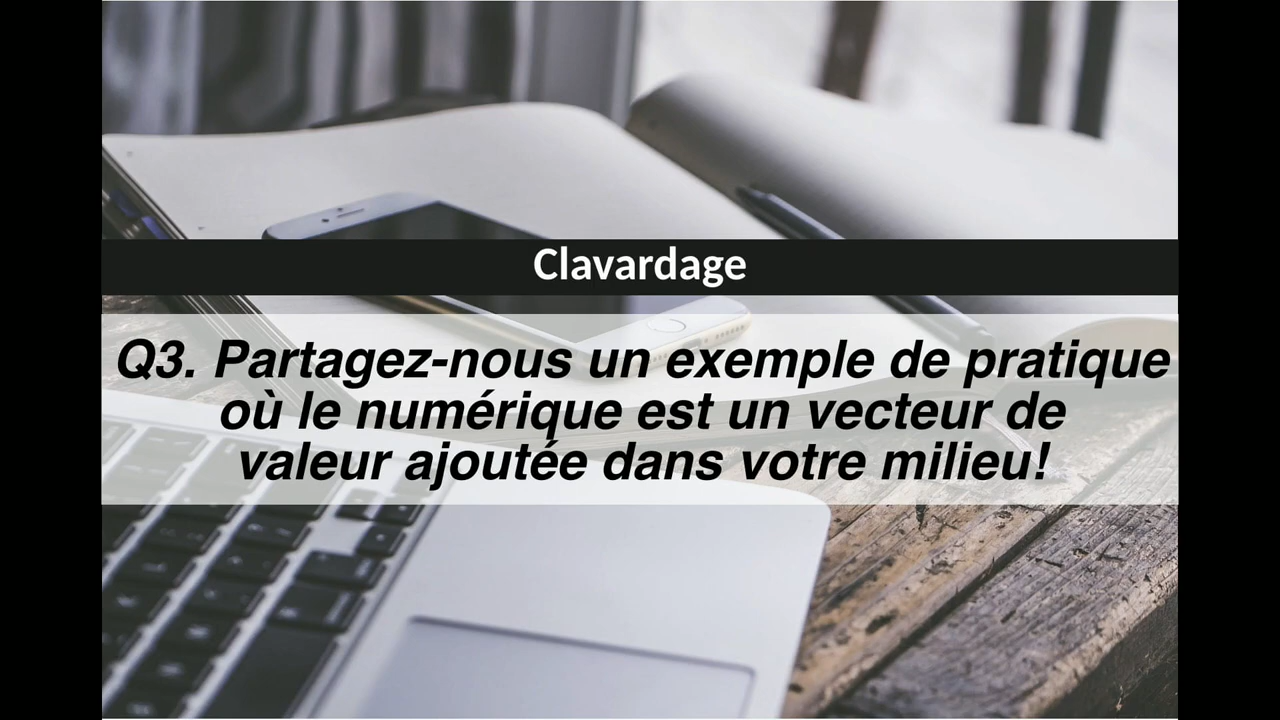 Clavardage
Q3. Partagez-nous un exemple de pratique
où le numérique est un vecteur de
valeur ajoutée dans votre milieu!